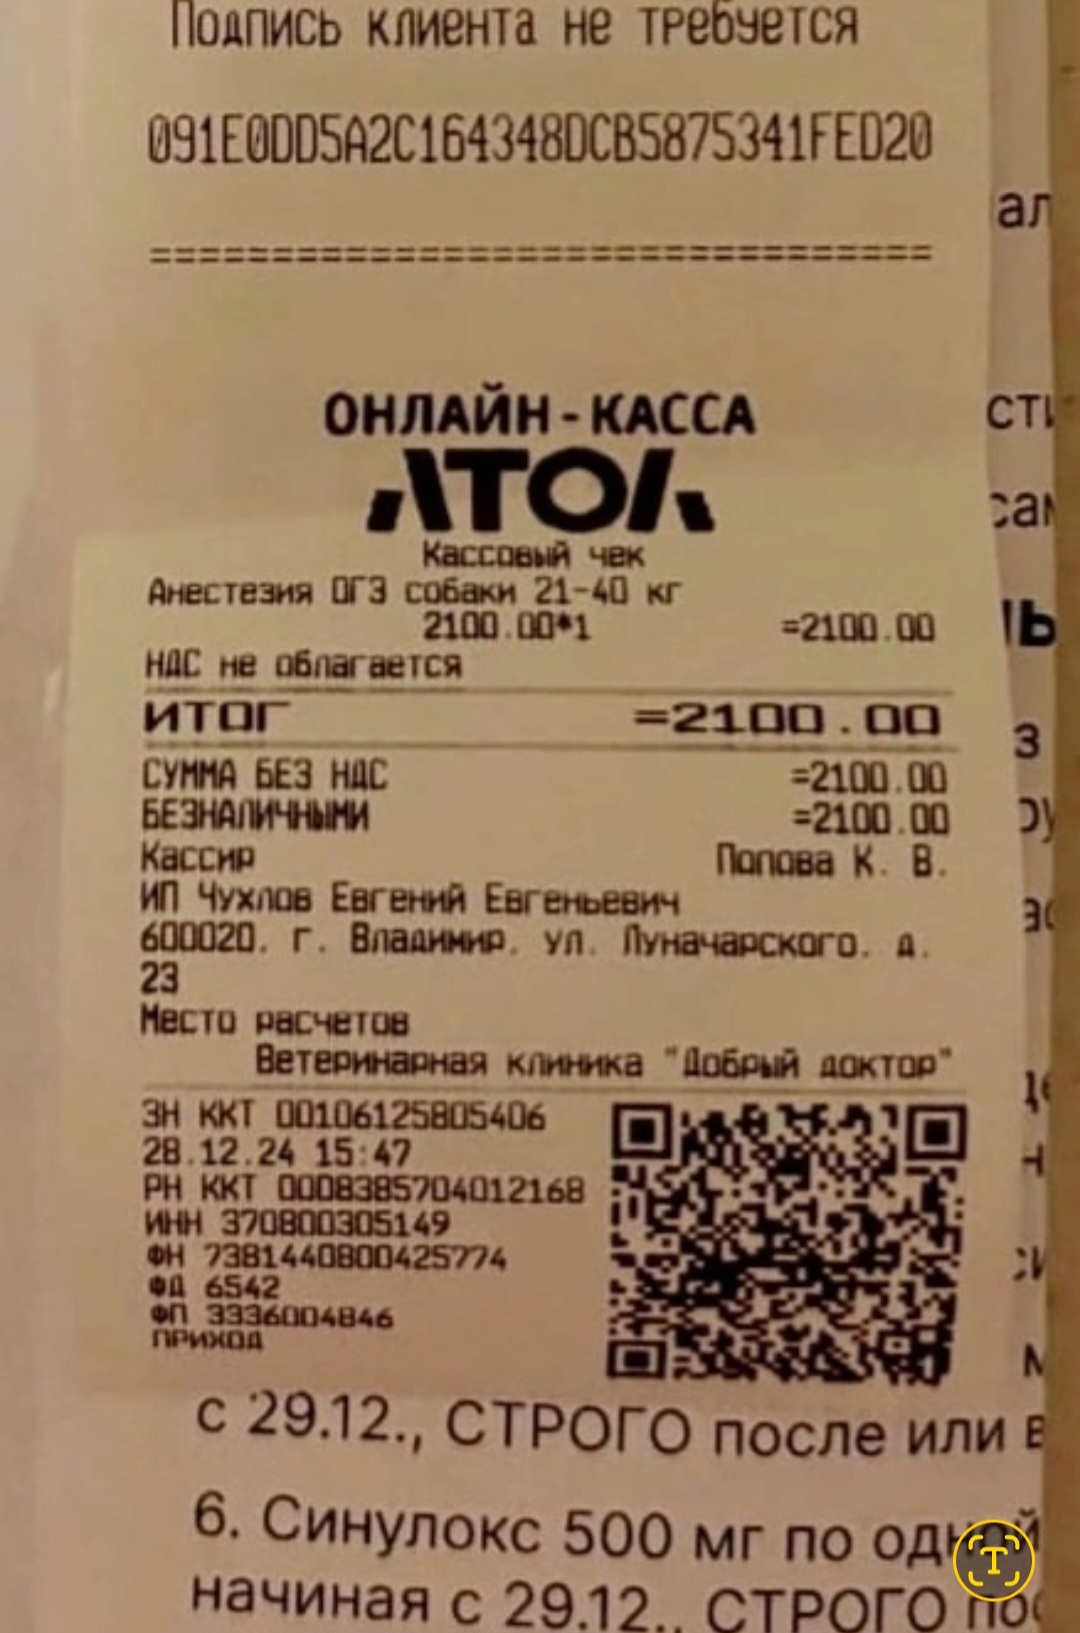 Подпись клиента не требуется
091E0DD5A2C164348DCB5875341FED20
================================
ОНЛАЙН-КАССА
АТОЛ
Кассовый чек
Анестезия ОГЗ собаки 21-40 кг
2100.00*1 =2100.00
НДС не облагается
ИТОГ =2100.00
СУММА БЕЗ НДС =2100.00
БЕЗНАЛИЧНЫМИ =2100.00
Кассир Попова К. В.
ИП Чухлов Евгений Евгеньевич
600020, г. Владимир, ул. Луначарского, д.
23
Место расчетов
Ветеринарная клиника "Добрый доктор"
ЗН ККТ 00106125805406
28.12.24 15:47
РН ККТ 0008385704012168
ИНН 370800305149
ФН 7381440800425774
ФД 6542
ФП 3336004846
ПРИХОД
с 29.12., СТРОГО после или в
6. Синулокс 500 мг по одной
начиная с 29.12., СТРОГО